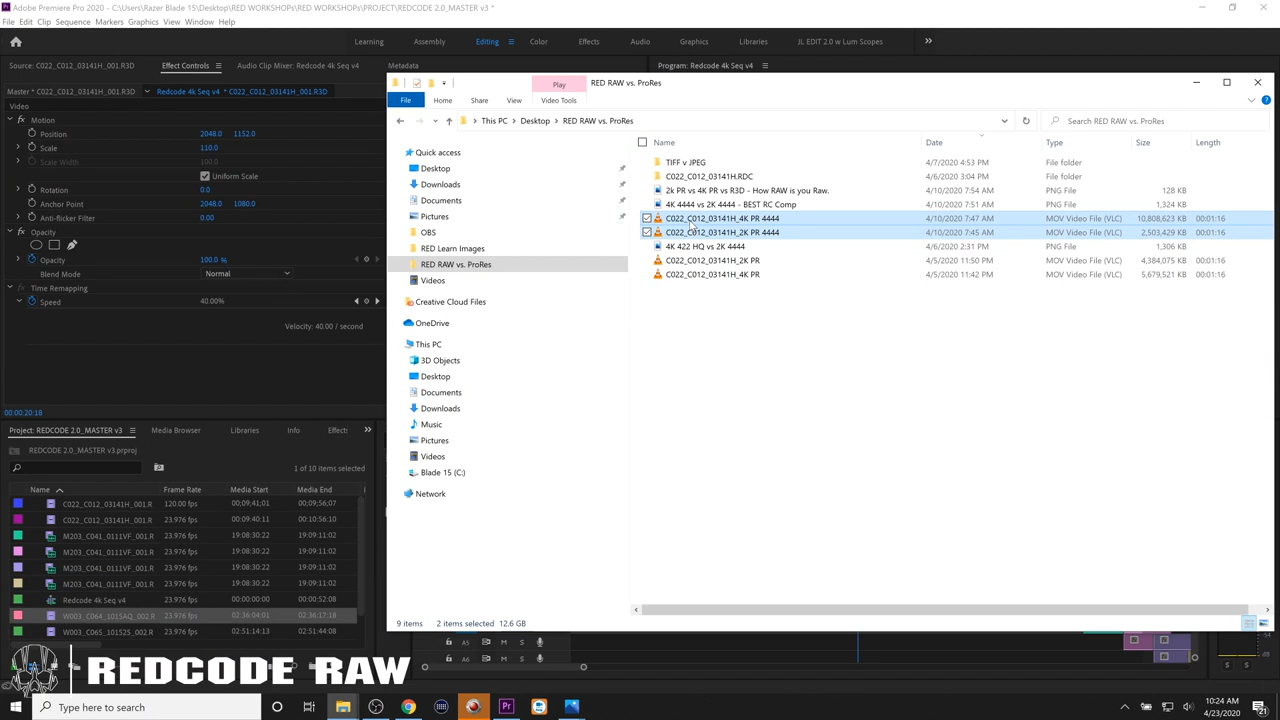 Adobe Premiere Pro 2020 - C:\Users\Razer Blade 15\Desktop\RED WORKSHOPs\RED WORKSHOPs\PROJECT\REDCODE 2.0_MASTER v3 *
File Edit Clip Sequence Markers Graphics View Window Help
Learning Assembly Editing Color Effects Audio Graphics Libraries JL EDIT 2.0 w Lum Scopes
Source: C022_C012_03141H_001.R3D Effect Controls Audio Clip Mixer: Redcode 4k Seq v4 Metadata Program: Redcode 4k Seq v4
Master * C022_C012_03141H_001.R3D Redcode 4k Seq v4 * C022_C012_03141H_001.R3D
Video
Motion
Position 2048.0 1152.0
Scale 110.0
Scale Width 100.0
Uniform Scale
Rotation 0.0
Anchor Point 2048.0 1080.0
Anti-flicker Filter 0.00
Opacity
Opacity 100.0 %
Blend Mode Normal
Time Remapping
Speed 40.00%
Velocity: 40.00 / second
00:00:20:18
Play RED RAW vs. ProRes
File Home Share View Video Tools
This PC Desktop RED RAW vs. ProRes
Search RED RAW vs. ProRes
Quick access
Desktop
Downloads
Documents
Pictures
OBS
RED Learn Images
RED RAW vs. ProRes
Videos
Creative Cloud Files
OneDrive
This PC
3D Objects
Desktop
Documents
Downloads
Music
Pictures
Videos
Blade 15 (C:)
Network
Name Date Type Size Length
TIFF v JPEG 4/7/2020 4:53 PM File folder
C022_C012_03141H.RDC 4/6/2020 3:04 PM File folder
2k PR vs 4K PR vs R3D - How RAW is you Raw. 4/10/2020 7:54 AM PNG File 128 KB
4K 4444 vs 2K 4444 - BEST RC Comp 4/10/2020 7:51 AM PNG File 1,324 KB
C022_C012_03141H_4K PR 4444 4/10/2020 7:47 AM MOV Video File (VLC) 10,808,623 KB 00:01:16
C022_C012_03141H_2K PR 4444 4/10/2020 7:45 AM MOV Video File (VLC) 2,503,429 KB 00:01:16
4K 422 HQ vs 2K 4444 4/6/2020 2:31 PM PNG File 1,306 KB
C022_C012_03141H_2K PR 4/5/2020 11:50 PM MOV Video File (VLC) 4,384,075 KB 00:01:16
C022_C012_03141H_4K PR 4/5/2020 11:42 PM MOV Video File (VLC) 5,679,521 KB 00:01:16
9 items 2 items selected 12.6 GB
Project: REDCODE 2.0_MASTER v3 Media Browser Libraries Info Effects
REDCODE 2.0_MASTER v3.prproj
1 of 10 items selected
Name Frame Rate Media Start Media End
C022_C012_03141H_001.R 120.00 fps 00;09;41;01 00;09;56;07
C022_C012_03141H_001.R 23.976 fps 00:09:40:11 00:10:56:10
M203_C041_0111VF_001.R 23.976 fps 19:08:30:22 19:09:11:02
M203_C041_0111VF_001.R 23.976 fps 19:08:30:22 19:09:11:02
M203_C041_0111VF_001.R 23.976 fps 19:08:30:22 19:09:11:02
M203_C041_0111VF_001.R 23.976 fps 19:08:30:22 19:09:11:02
Redcode 4k Seq v4 23.976 fps 00:00:00:00 00:00:52:08
W003_C064_1015AQ_002.R 23.976 fps 02:36:04:01 02:36:17:18
W003_C065_101525_002.R 23.976 fps 02:51:14:13 02:51:44:08
A5 M S
A6 M S
S S
REDCODE RAW
Type here to search
10:24 AM
4/23/2020